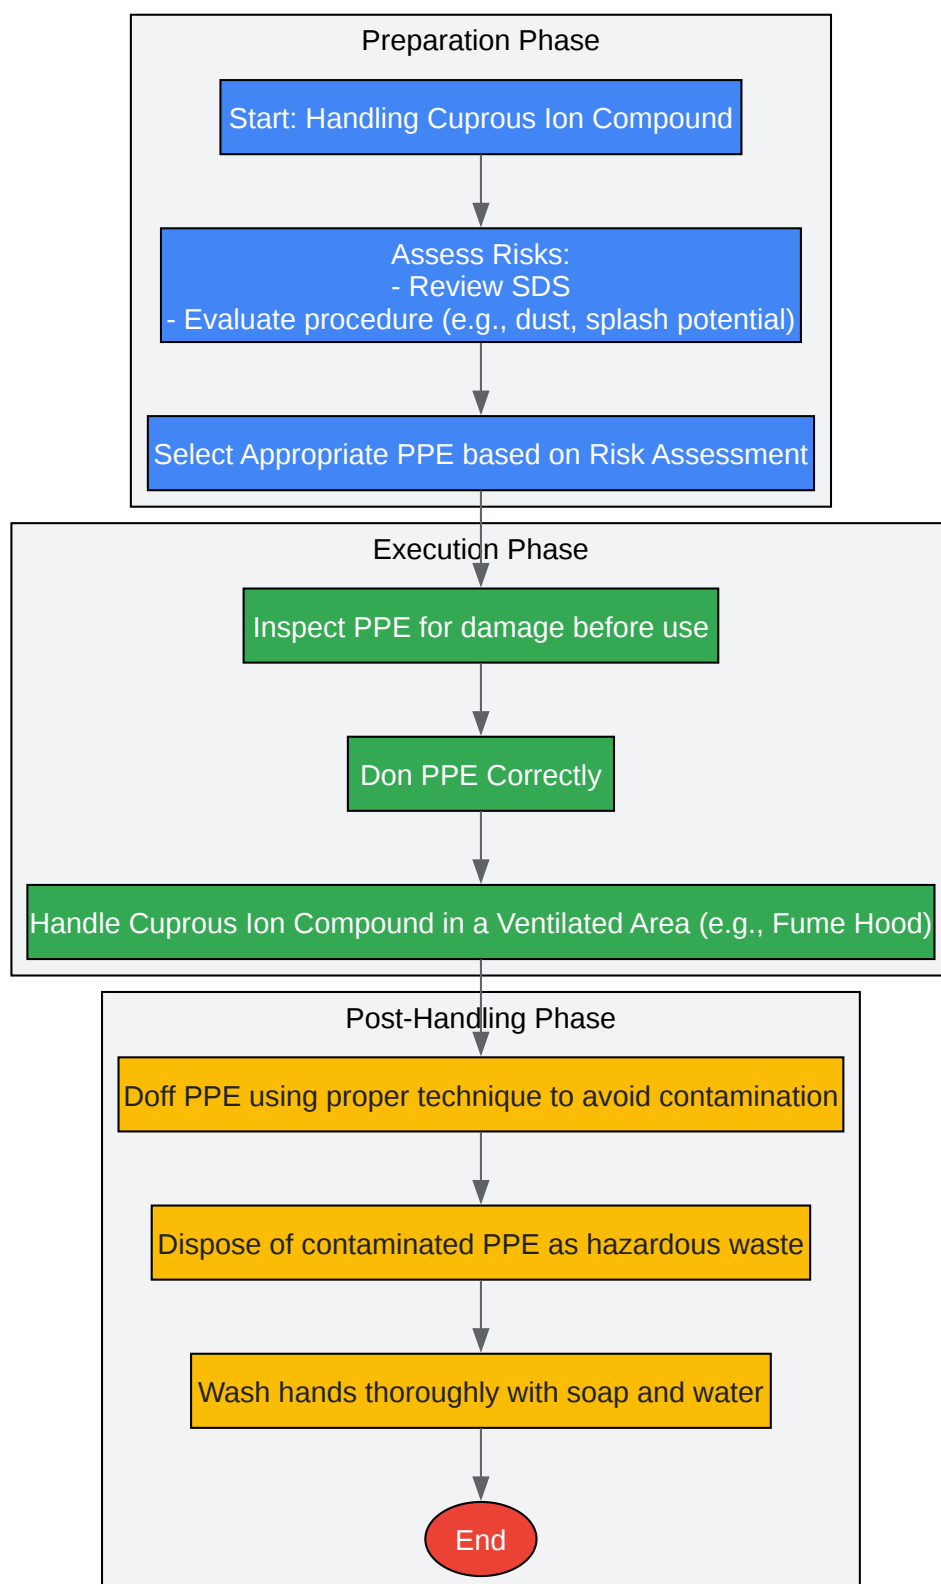 Preparation Phase
Start: Handling Cuprous Ion Compound
Assess Risks:
- Review SDS
- Evaluate procedure (e.g., dust, splash potential)
Select Appropriate PPE based on Risk Assessment
Execution Phase
Inspect PPE for damage before use
Don PPE Correctly
Handle Cuprous Ion Compound in a Ventilated Area (e.g., Fume Hood)
Post-Handling Phase
Doff PPE using proper technique to avoid contamination
Dispose of contaminated PPE as hazardous waste
Wash hands thoroughly with soap and water
End